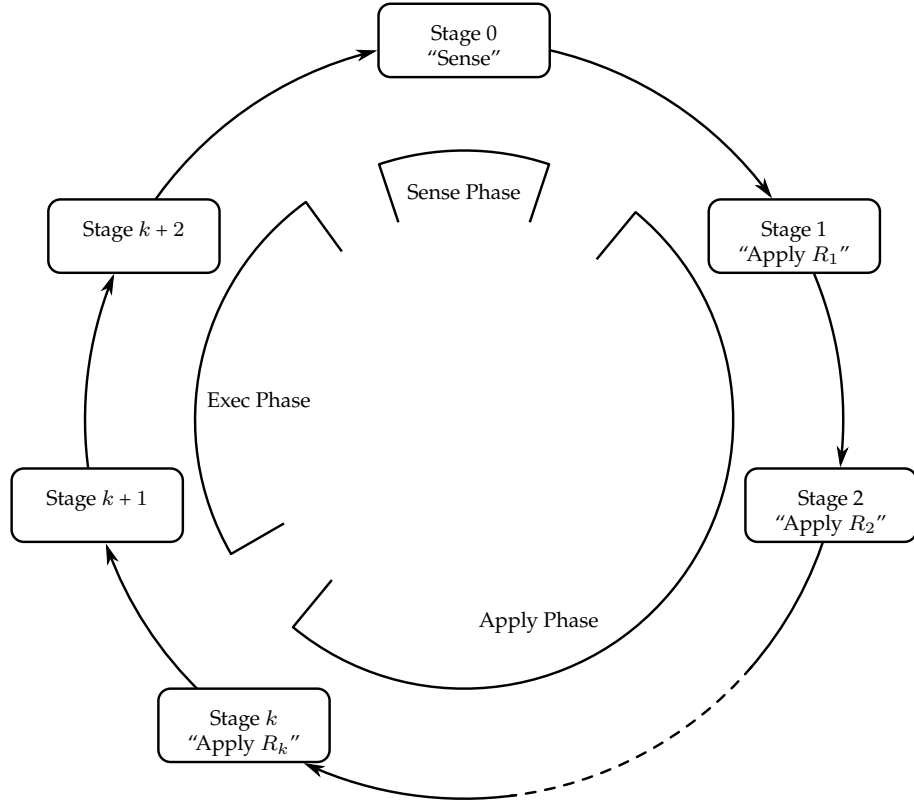 Stage 0
“Sense”
Sense Phase
Stage k + 2
Stage 1
“Apply R₁”
Exec Phase
Stage k + 1
Stage 2
“Apply R₂”
Apply Phase
Stage k
“Apply Rₖ”